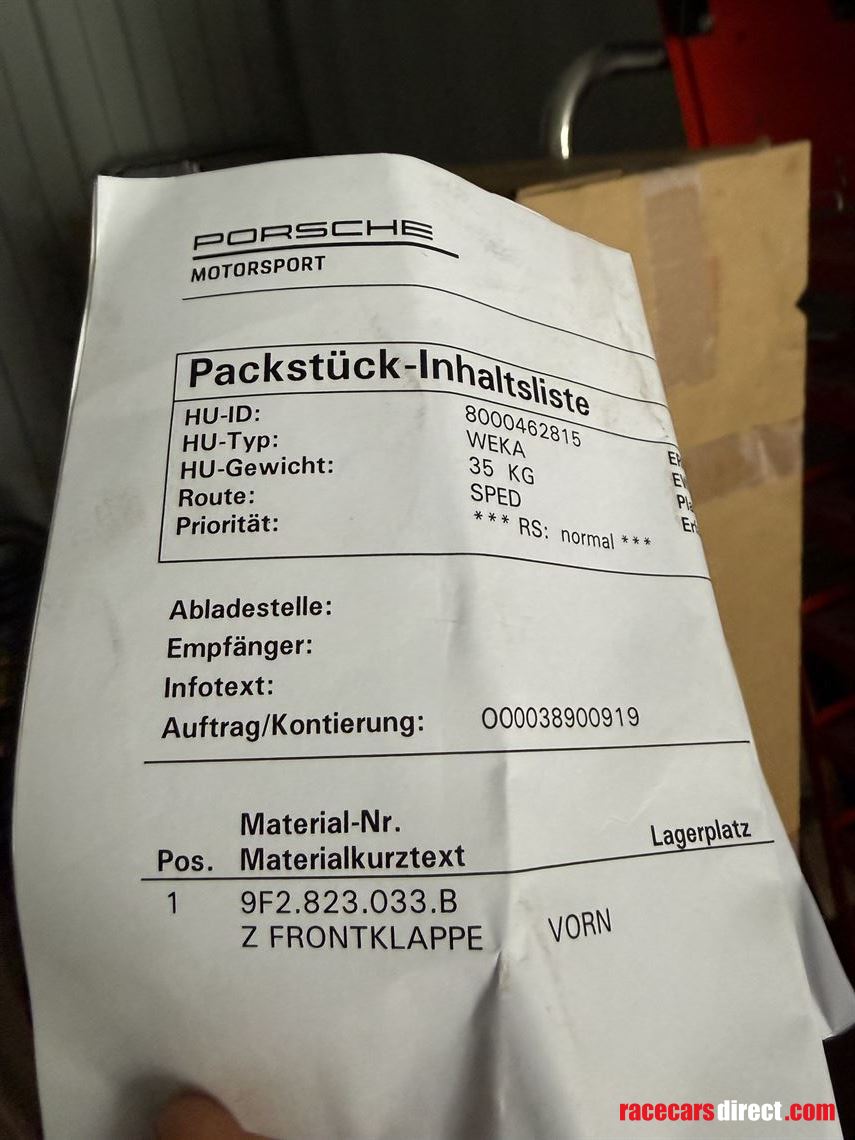 PORSCHE
MOTORSPORT
Packstück-Inhaltsliste
HU-ID: 8000462815
HU-Typ: WEKA
HU-Gewicht: 35 KG
Route: SPED
Priorität: *** RS: normal ***
Abladestelle:
Empfänger:
Infotext:
Auftrag/Kontierung: O00038900919
Material-Nr.
Pos. Materialkurztext Lagerplatz
1 9F2.823.033.B
Z FRONTKLAPPE VORN
racecarsdirect.com